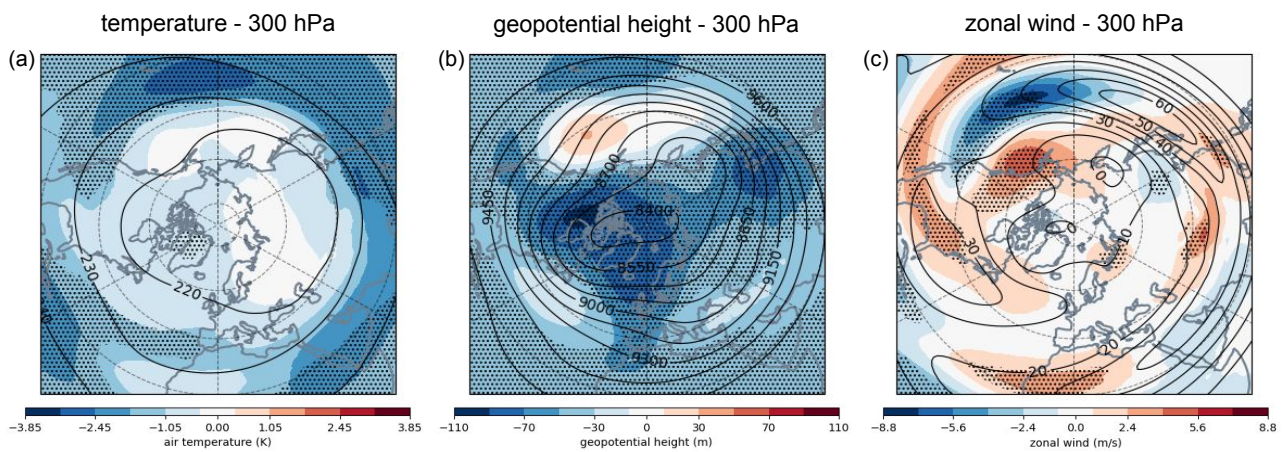 temperature - 300 hPa
geopotential height - 300 hPa
zonal wind - 300 hPa
(a)
(b)
(c)
230
220
9600
8700
9450
8400
8850
8550
9150
9000
9300
60
50
40
30
0
0
10
30
20
20
−3.85 −2.45 −1.05 0.00 1.05 2.45 3.85
air temperature (K)
−110 −70 −30 0 30 70 110
geopotential height (m)
−8.8 −5.6 −2.4 0.0 2.4 5.6 8.8
zonal wind (m/s)